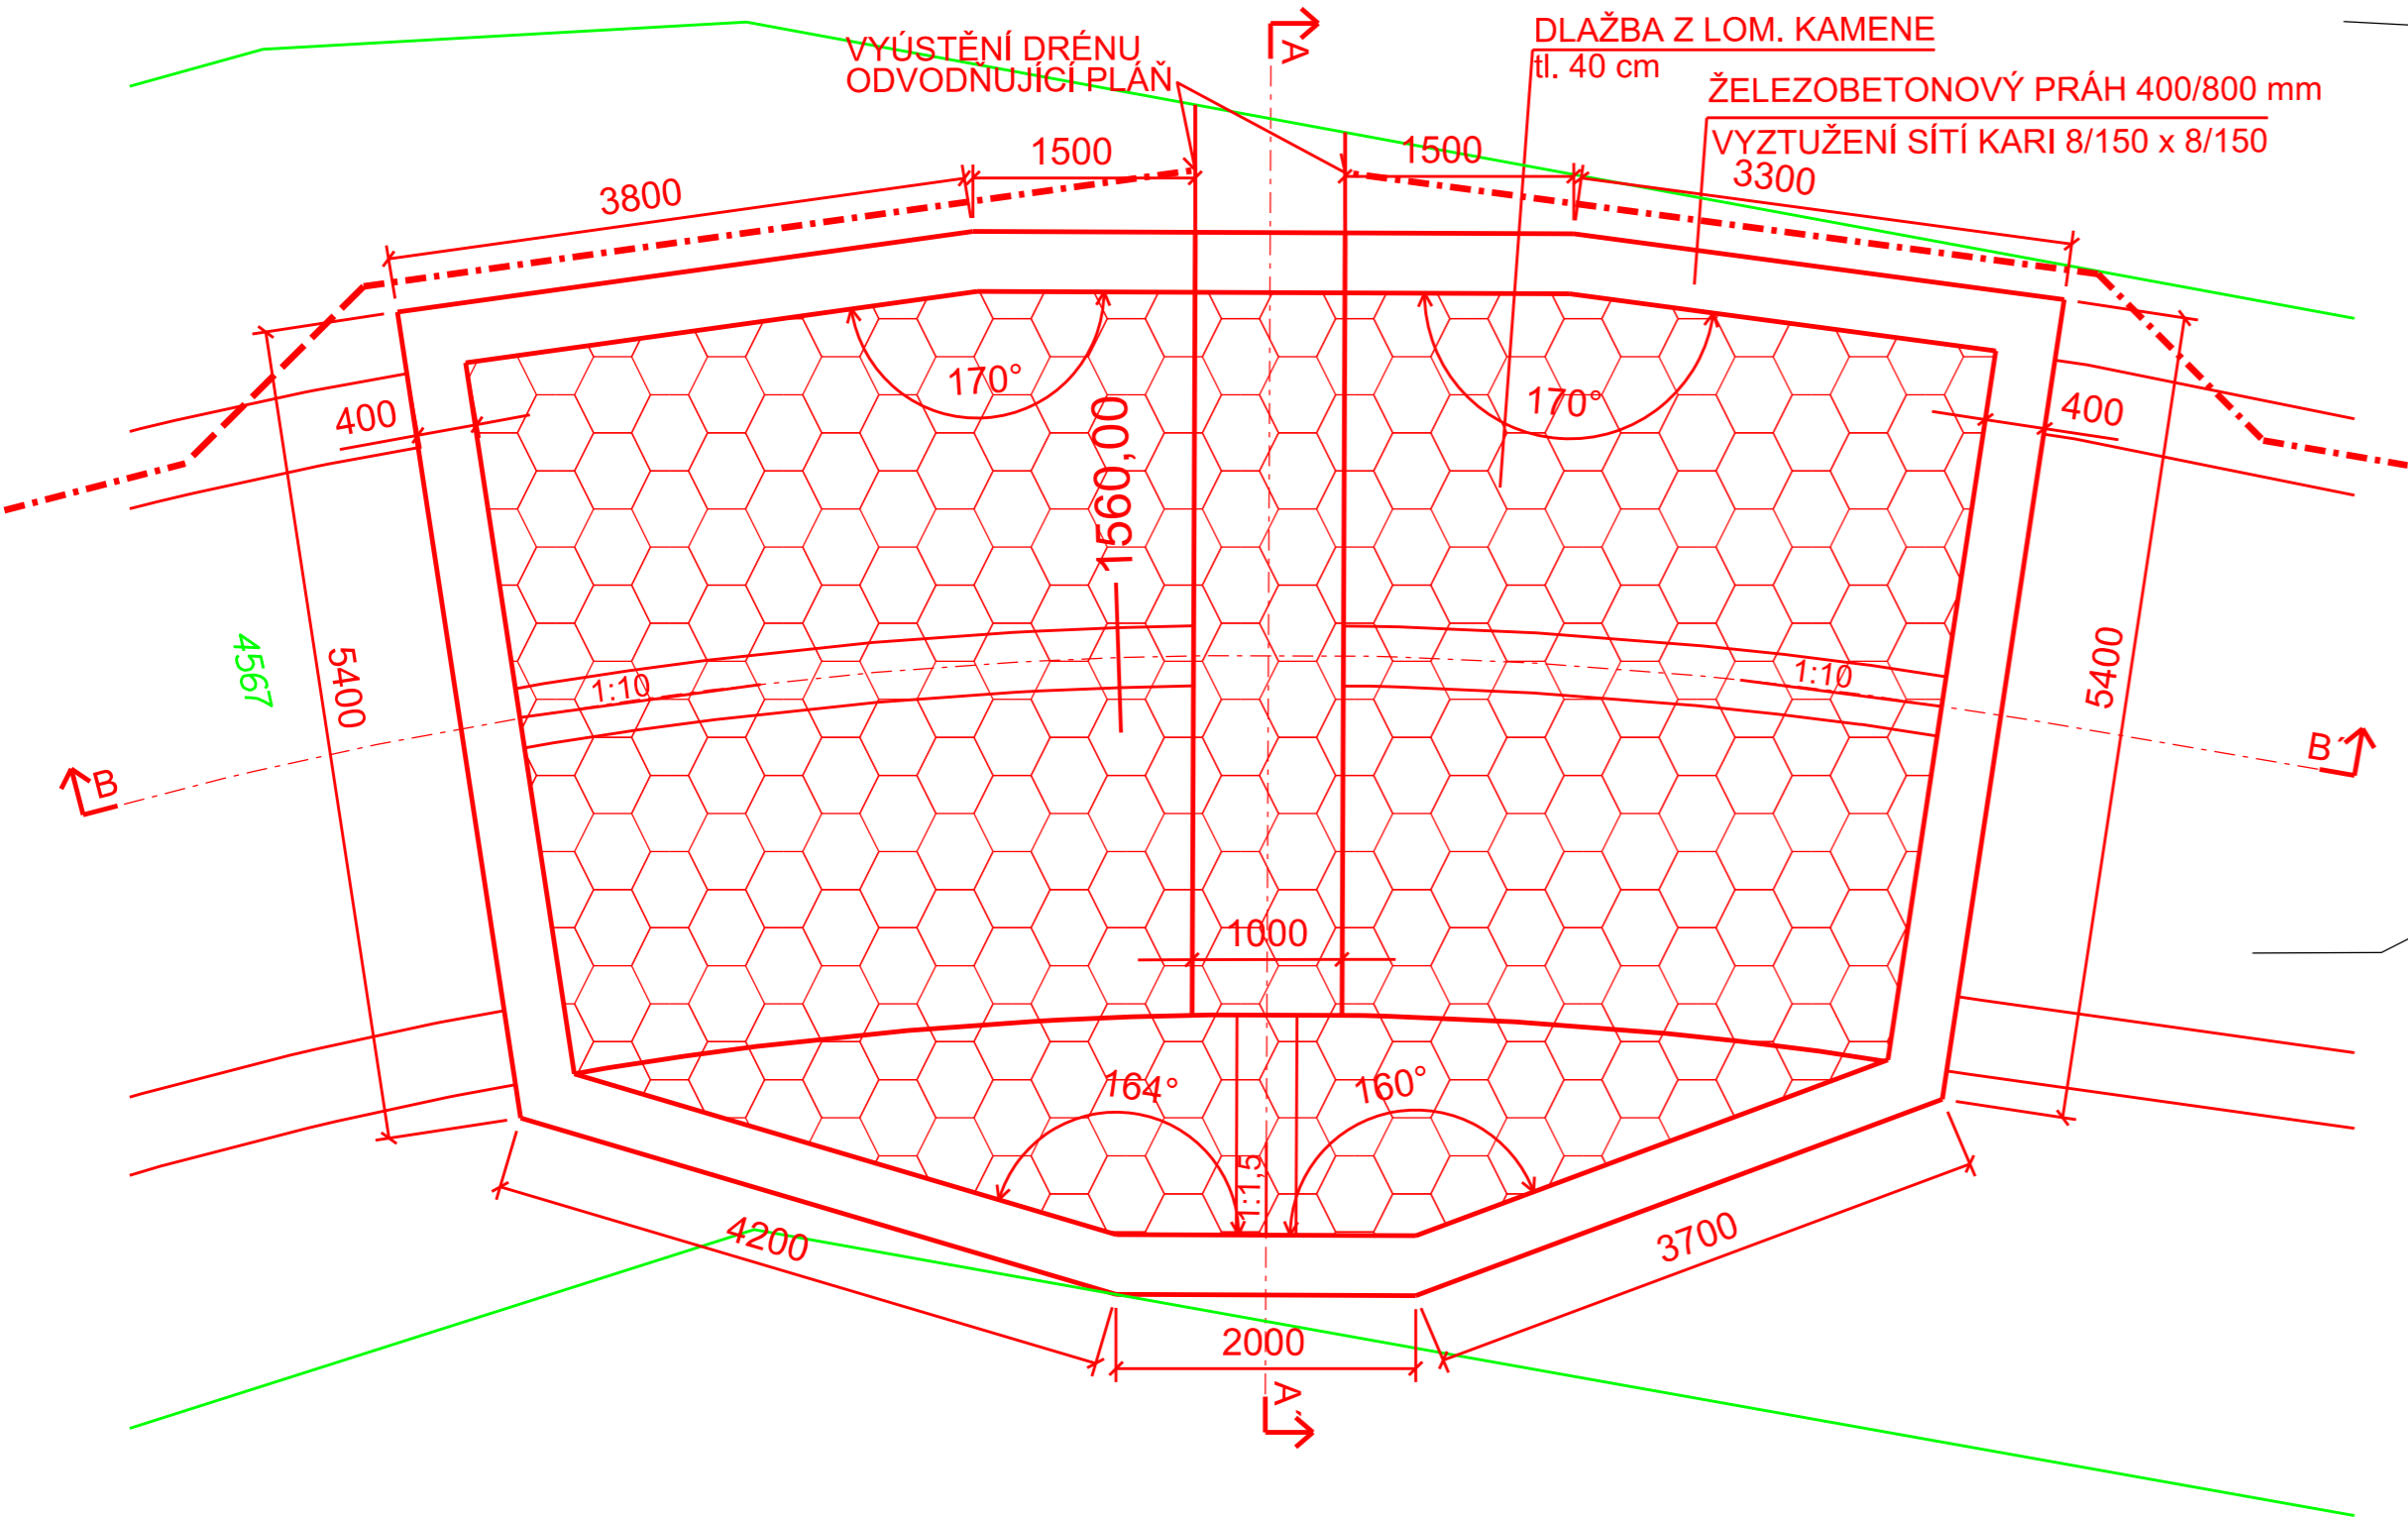 A
DLAŽBA Z LOM. KAMENE
tl. 40 cm
VYÚSTĚNÍ DRÉNU
ODVODŇUJÍCÍ PLÁŇ
ŽELEZOBETONOVÝ PRÁH 400/800 mm
VYZTUŽENÍ SÍTÍ KARI 8/150 x 8/150
1500
1500
3300
3800
170°
170°
400
400
1560,00
4567
5400
1:10
1:10
5400
B
B´
1000
164°
160°
1:1,5
4200
3700
2000
A´